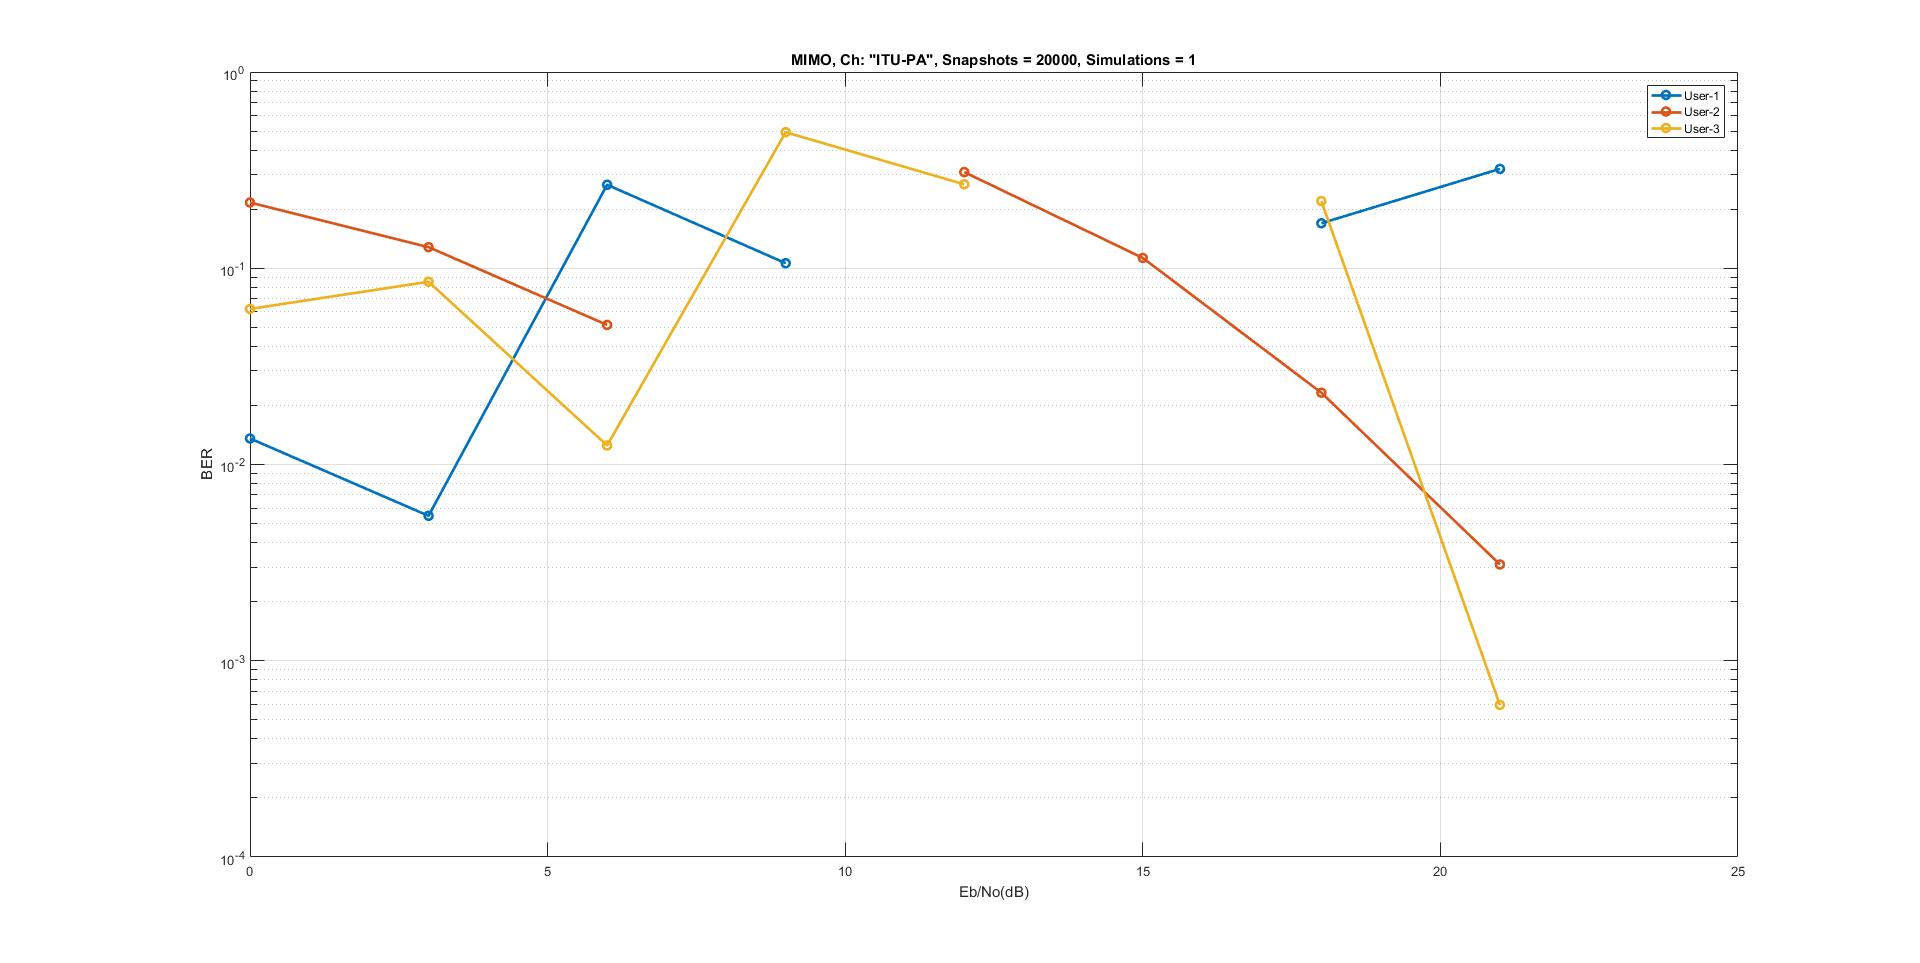 MIMO, Ch: "ITU-PA", Snapshots = 20000, Simulations = 1
User-1
User-2
User-3
10^0
10^-1
10^-2
10^-3
10^-4
BER
0 5 10 15 20 25
Eb/No(dB)